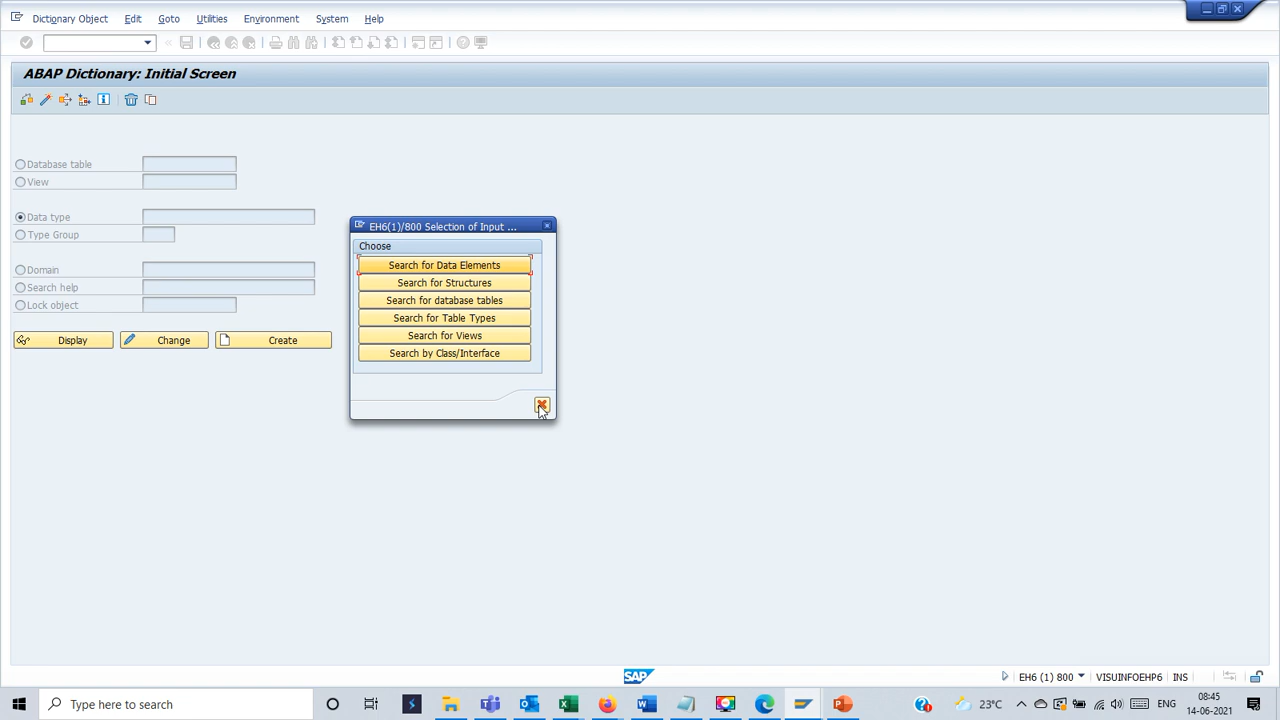 Dictionary Object Edit Goto Utilities Environment System Help
ABAP Dictionary: Initial Screen
Database table
View
Data type
Type Group
Domain
Search help
Lock object
Display Change Create
EH6(1)/800 Selection of Input ...
Choose
Search for Data Elements
Search for Structures
Search for database tables
Search for Table Types
Search for Views
Search by Class/Interface
SAP
EH6 (1) 800 VISUINFOEHP6 INS
Type here to search
23°C ENG
08:45
14-06-2021